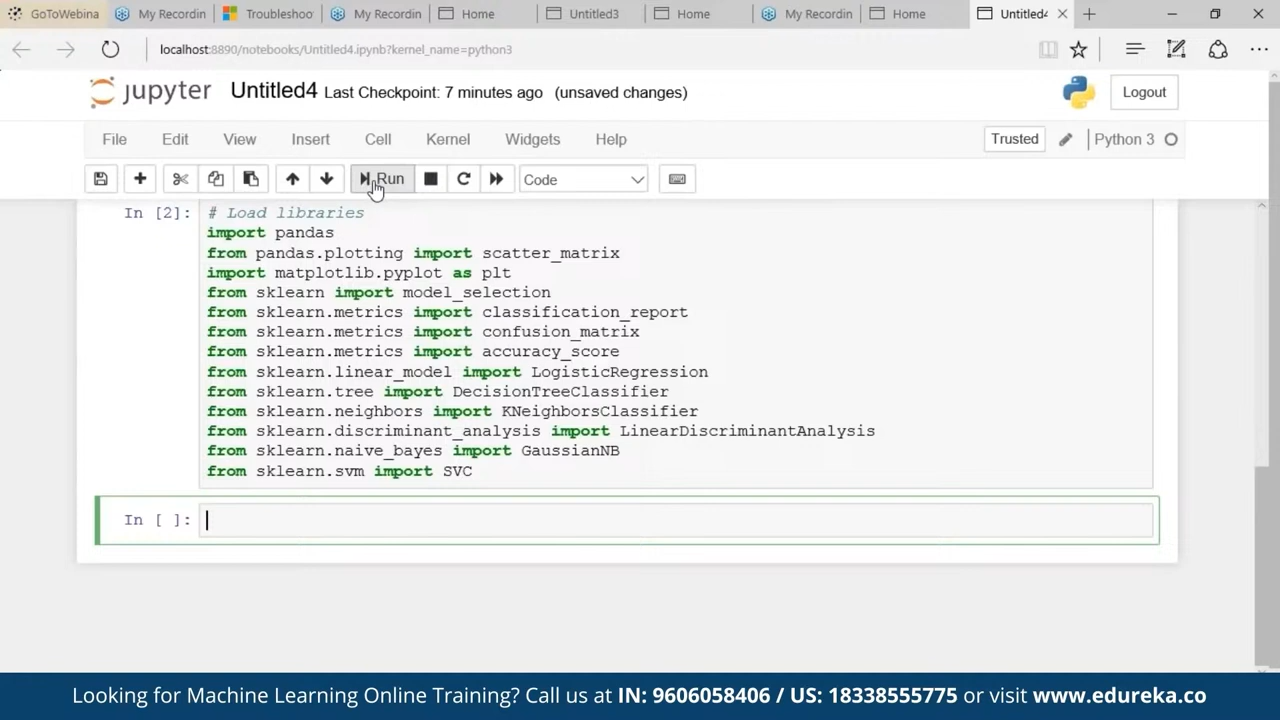 GoToWebina
My Recordin
Troubleshoo
My Recordin
Home
Untitled3
Home
My Recordin
Home
Untitled4
localhost:8890/notebooks/Untitled4.ipynb?kernel_name=python3
jupyter Untitled4 Last Checkpoint: 7 minutes ago (unsaved changes)
Logout
File Edit View Insert Cell Kernel Widgets Help
Trusted
Python 3
Run
Code
In [2]: # Load libraries
import pandas
from pandas.plotting import scatter_matrix
import matplotlib.pyplot as plt
from sklearn import model_selection
from sklearn.metrics import classification_report
from sklearn.metrics import confusion_matrix
from sklearn.metrics import accuracy_score
from sklearn.linear_model import LogisticRegression
from sklearn.tree import DecisionTreeClassifier
from sklearn.neighbors import KNeighborsClassifier
from sklearn.discriminant_analysis import LinearDiscriminantAnalysis
from sklearn.naive_bayes import GaussianNB
from sklearn.svm import SVC
In [ ]:
Looking for Machine Learning Online Training? Call us at IN: 9606058406 / US: 18338555775 or visit www.edureka.co